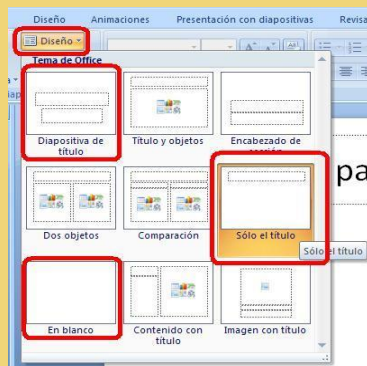 Diseño Animaciones Presentación con diapositivas Revisa
Diseño
Tema de Office
Diapositiva de título
Título y objetos
Encabezado de sección
Dos objetos
Comparación
Sólo el título
pa
Sólo el título
En blanco
Contenido con título
Imagen con título